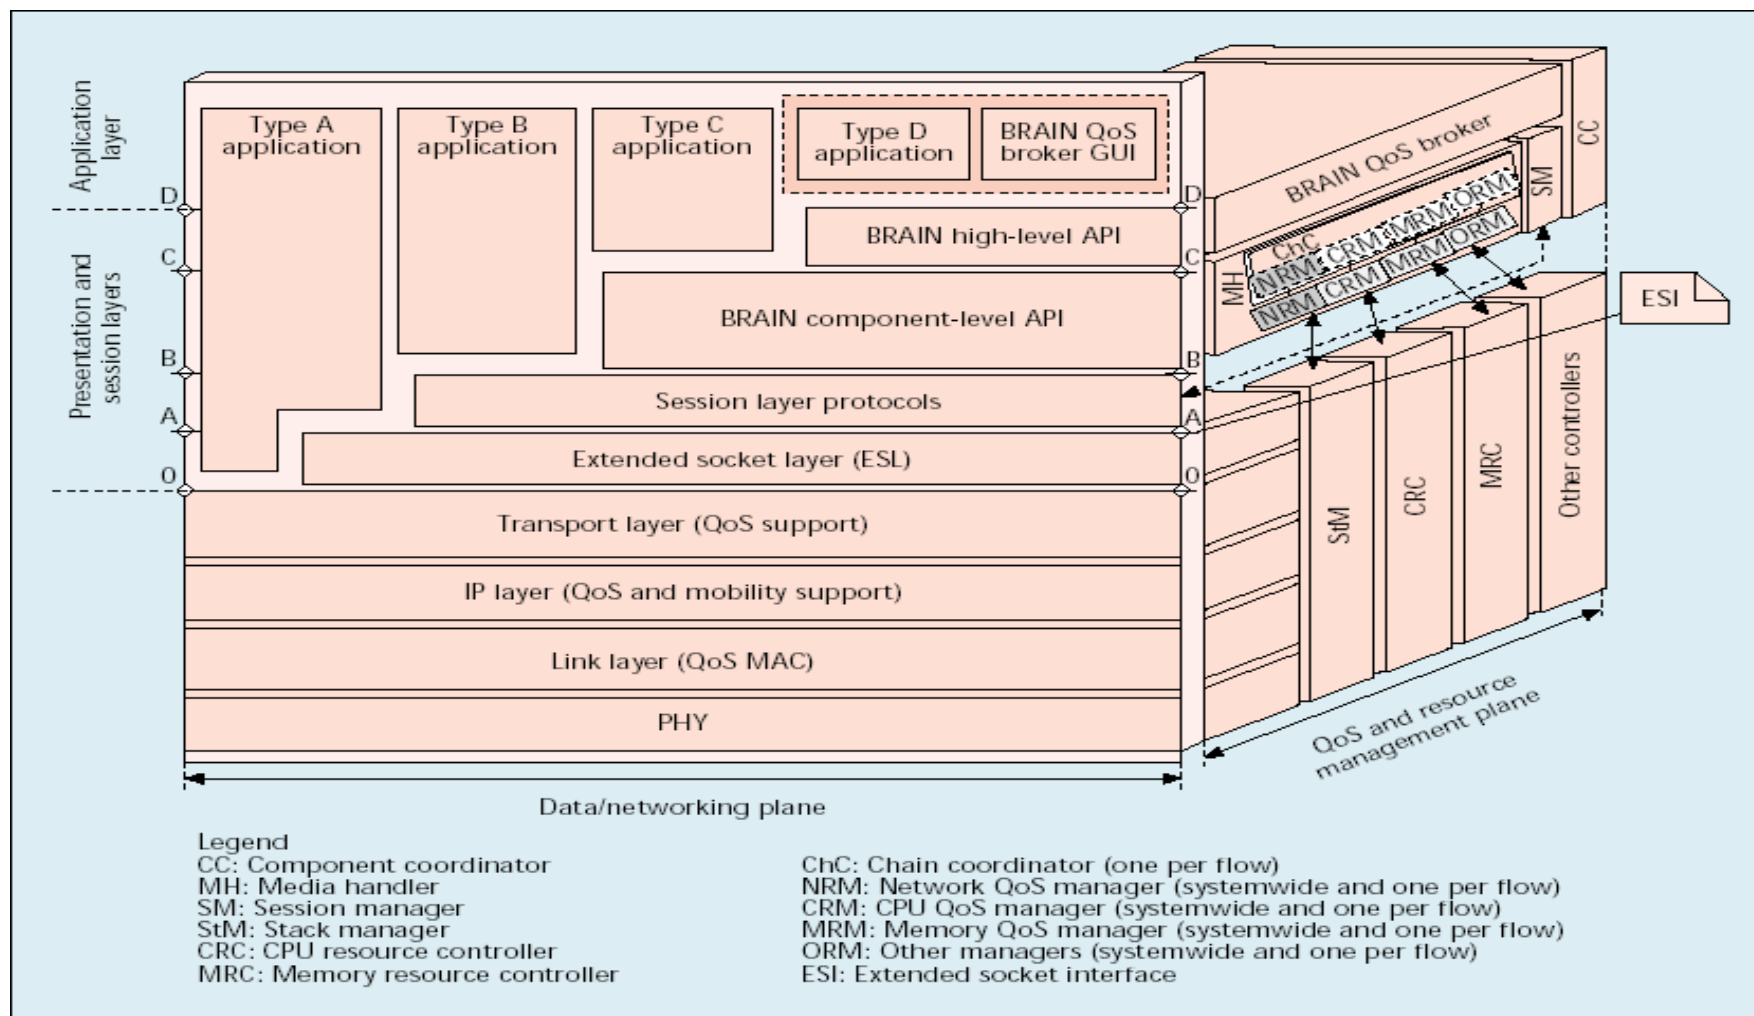 Application
layer
Presentation and
session layers
D
C
B
A
0
Type A
application
Type B
application
Type C
application
Type D
application
BRAIN QoS
broker GUI
BRAIN high-level API
BRAIN component-level API
Session layer protocols
Extended socket layer (ESL)
Transport layer (QoS support)
IP layer (QoS and mobility support)
Link layer (QoS MAC)
PHY
D
C
B
A
0
BRAIN QoS broker
CC
SM
MH
ChC
NRM
CRM
MRM
ORM
NRM
CRM
MRM
ORM
ESI
StM
CRC
MRC
Other controllers
QoS and resource
management plane
Data/networking plane
Legend
CC: Component coordinator
MH: Media handler
SM: Session manager
StM: Stack manager
CRC: CPU resource controller
MRC: Memory resource controller
ChC: Chain coordinator (one per flow)
NRM: Network QoS manager (systemwide and one per flow)
CRM: CPU QoS manager (systemwide and one per flow)
MRM: Memory QoS manager (systemwide and one per flow)
ORM: Other managers (systemwide and one per flow)
ESI: Extended socket interface